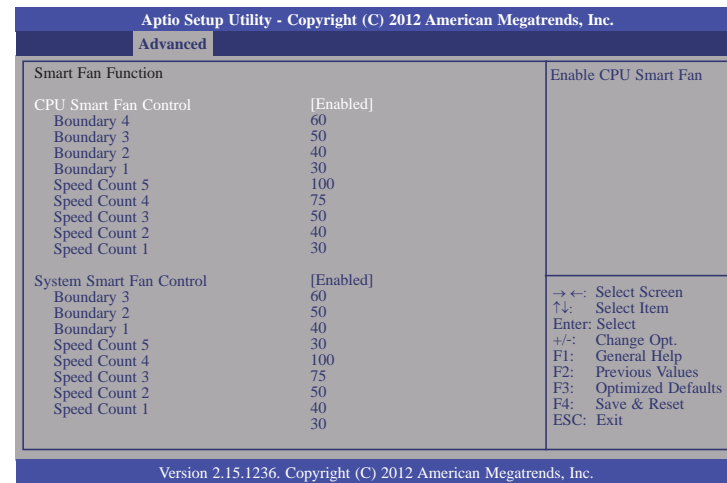 Aptio Setup Utility - Copyright (C) 2012 American Megatrends, Inc.
Advanced
Smart Fan Function
CPU Smart Fan Control [Enabled]
Boundary 4 60
Boundary 3 50
Boundary 2 40
Boundary 1 30
Speed Count 5 100
Speed Count 4 75
Speed Count 3 50
Speed Count 2 40
Speed Count 1 30
System Smart Fan Control [Enabled]
Boundary 3 60
Boundary 2 50
Boundary 1 40
Speed Count 5 30
Speed Count 4 100
Speed Count 3 75
Speed Count 2 50
Speed Count 1 40
30
Enable CPU Smart Fan
→←: Select Screen
↑↓: Select Item
Enter: Select
+/-: Change Opt.
F1: General Help
F2: Previous Values
F3: Optimized Defaults
F4: Save & Reset
ESC: Exit
Version 2.15.1236. Copyright (C) 2012 American Megatrends, Inc.